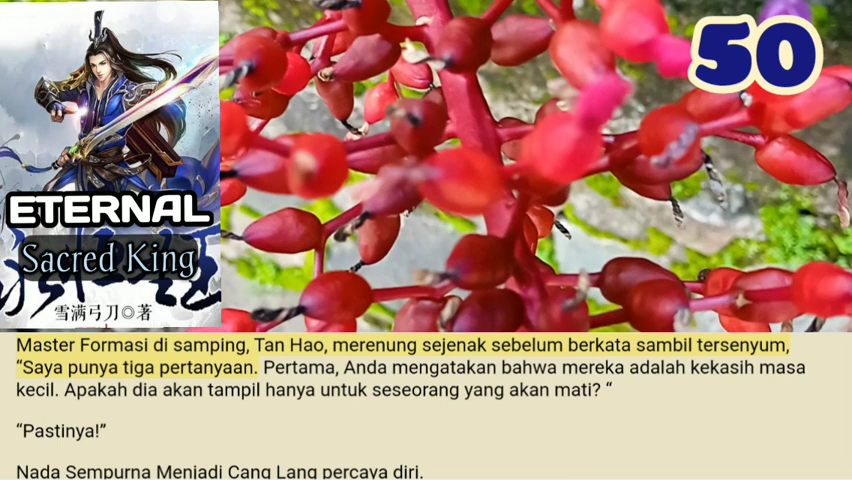 50
ETERNAL
Sacred King
雪满弓刀◎著
Master Formasi di samping, Tan Hao, merenung sejenak sebelum berkata sambil tersenyum,
“Saya punya tiga pertanyaan. Pertama, Anda mengatakan bahwa mereka adalah kekasih masa
kecil. Apakah dia akan tampil hanya untuk seseorang yang akan mati? “
“Pastinya!”
Nada Sempurna Menjadi Cang Lang percaya diri.